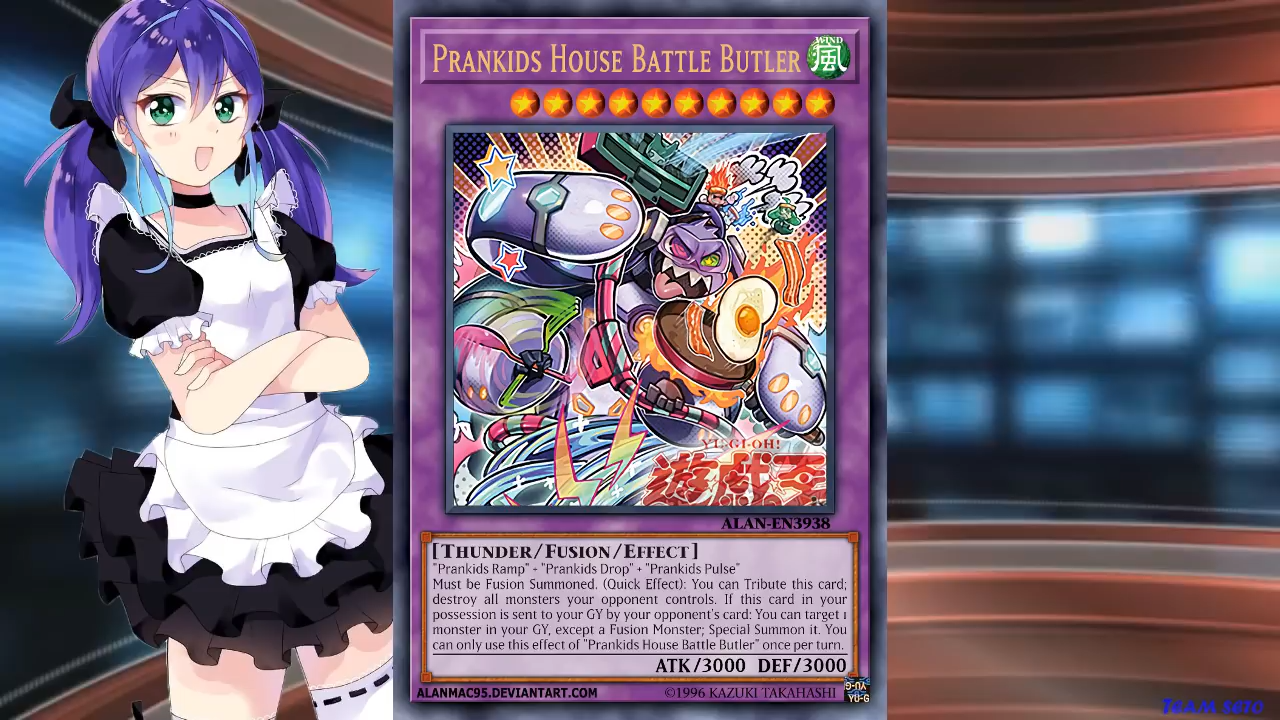 PRANKIDS HOUSE BATTLE BUTLER
WIND
風
YU-GI-OH!
遊戯王
ALAN-EN3938
[THUNDER/FUSION/EFFECT]
"Prankids Ramp" + "Prankids Drop" + "Prankids Pulse"
Must be Fusion Summoned. (Quick Effect): You can Tribute this card;
destroy all monsters your opponent controls. If this card in your
possession is sent to your GY by your opponent's card: You can target 1
monster in your GY, except a Fusion Monster; Special Summon it. You
can only use this effect of "Prankids House Battle Butler" once per turn.
ATK/3000 DEF/3000
ALANMAC95.DEVIANTART.COM
©1996 KAZUKI TAKAHASHI
TEAM SETO